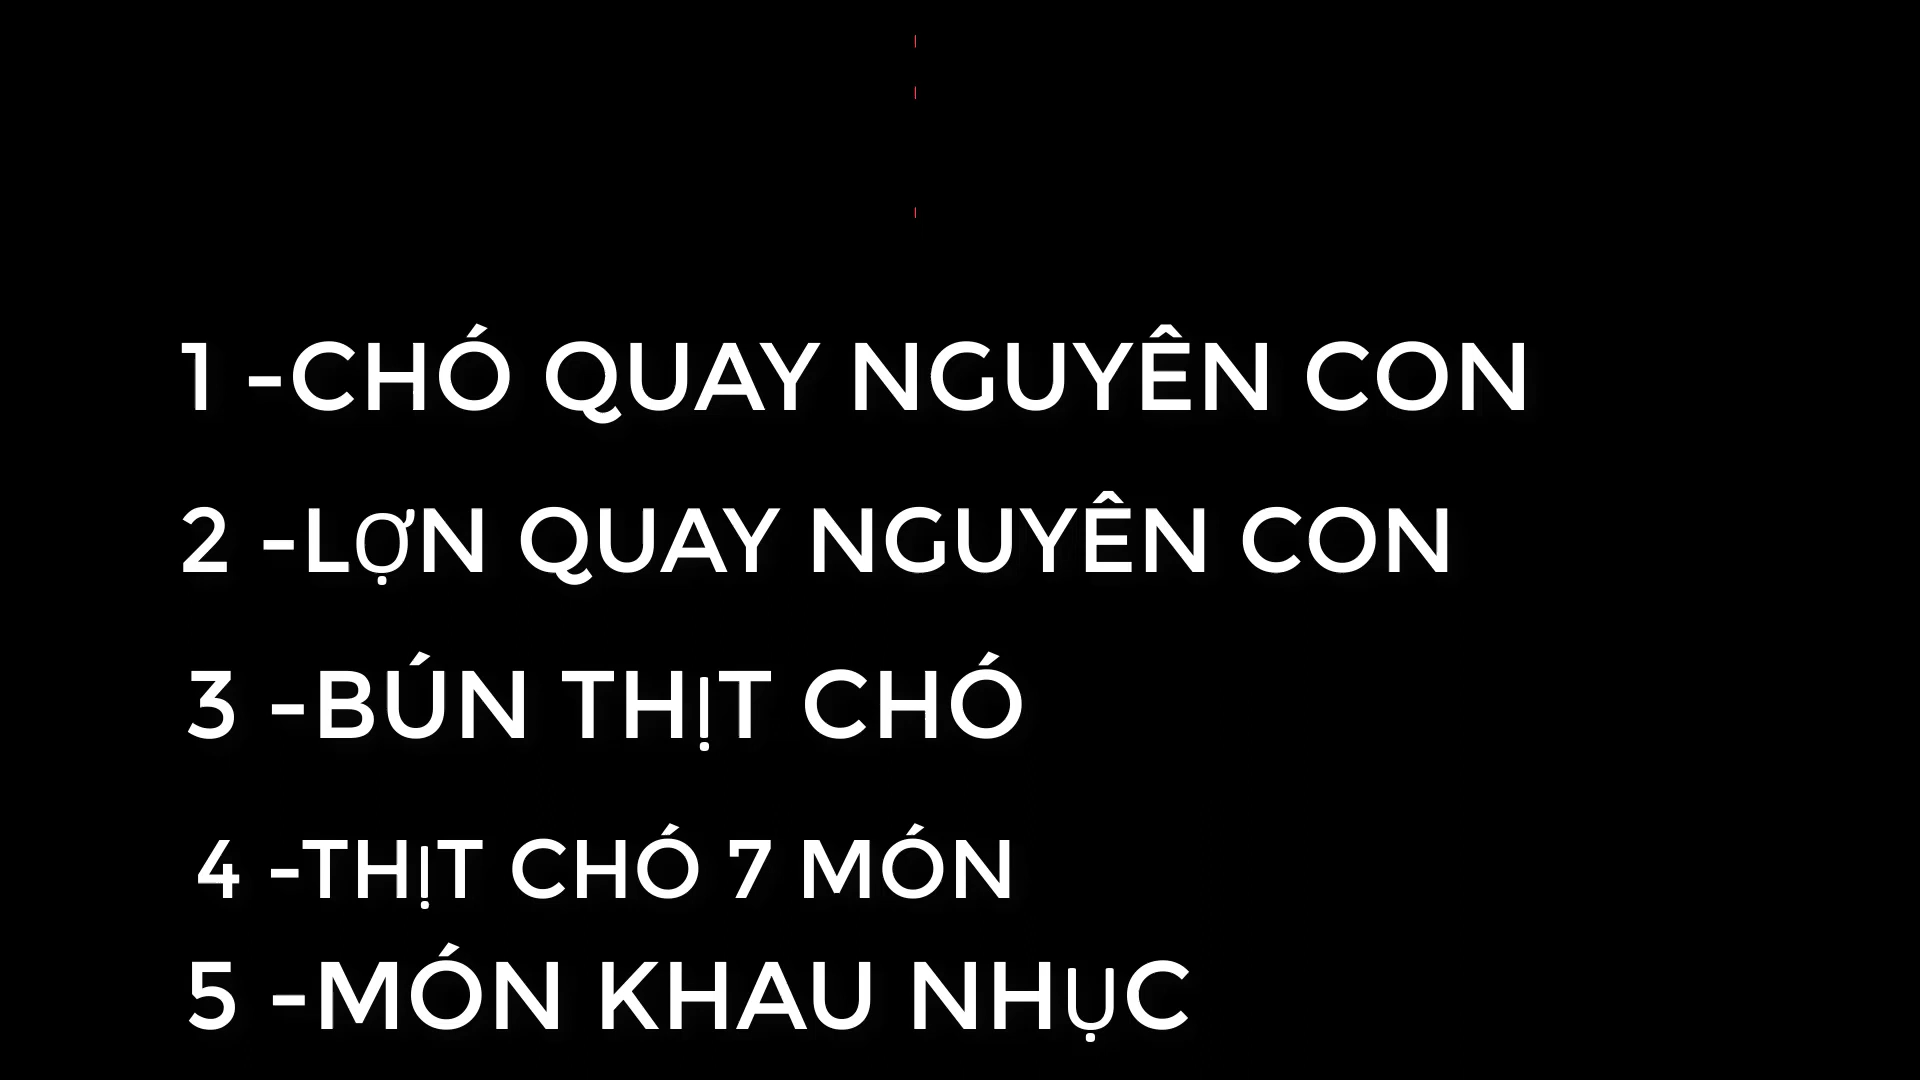 1 -CHÓ QUAY NGUYÊN CON
2 -LỢN QUAY NGUYÊN CON
3 -BÚN THỊT CHÓ
4 -THỊT CHÓ 7 MÓN
5 -MÓN KHAU NHỤC